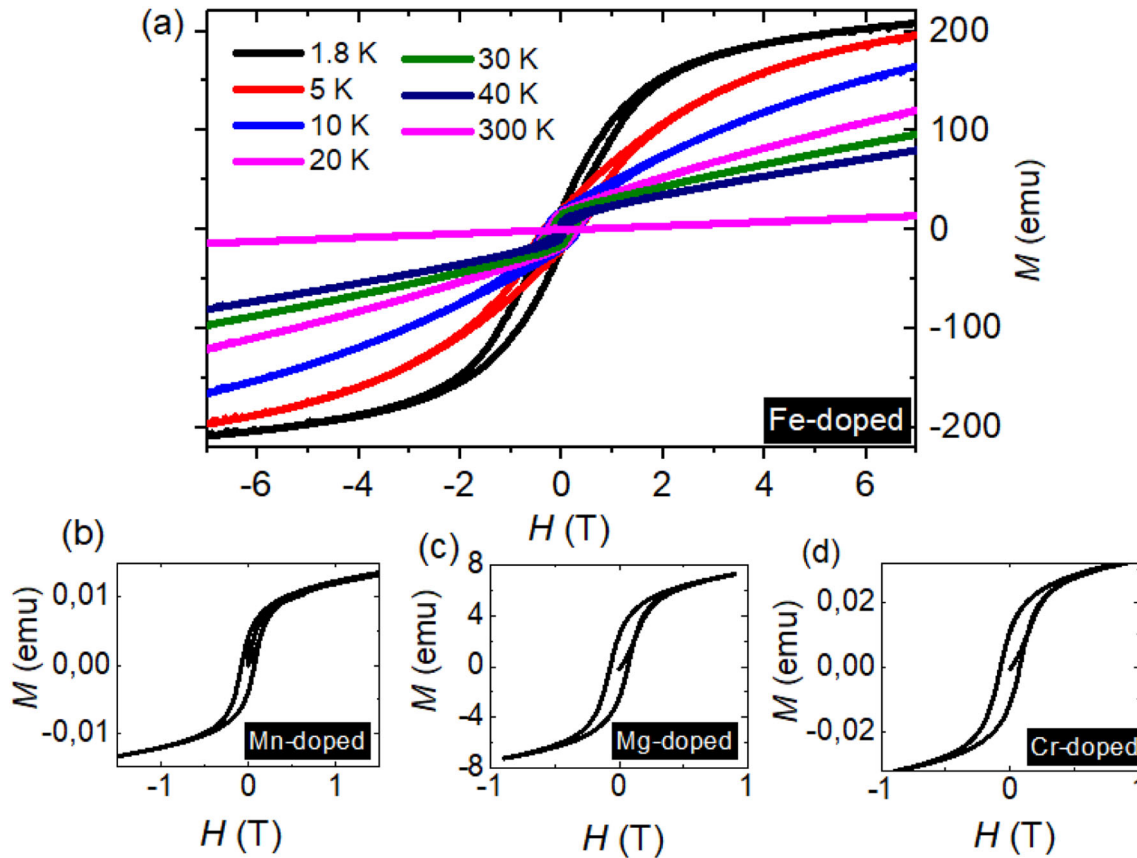 (a)
1.8 K
5 K
10 K
20 K
30 K
40 K
300 K
200
100
0
-100
-200
M (emu)
Fe-doped
-6 -4 -2 0 2 4 6
H (T)
(b)
0,01
0,00
-0,01
M (emu)
Mn-doped
-1 0 1
H (T)
(c)
8
4
0
-4
-8
M (emu)
Mg-doped
-1 0 1
H (T)
(d)
0,02
0,00
-0,02
M (emu)
Cr-doped
-1 0 1
H (T)